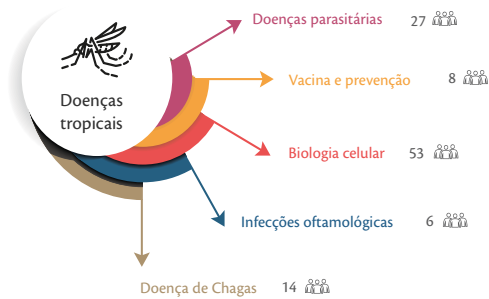 Doenças parasitárias 27
Doenças
tropicais
Vacina e prevenção 8
Biologia celular 53
Infecções oftamológicas 6
Doença de Chagas 14